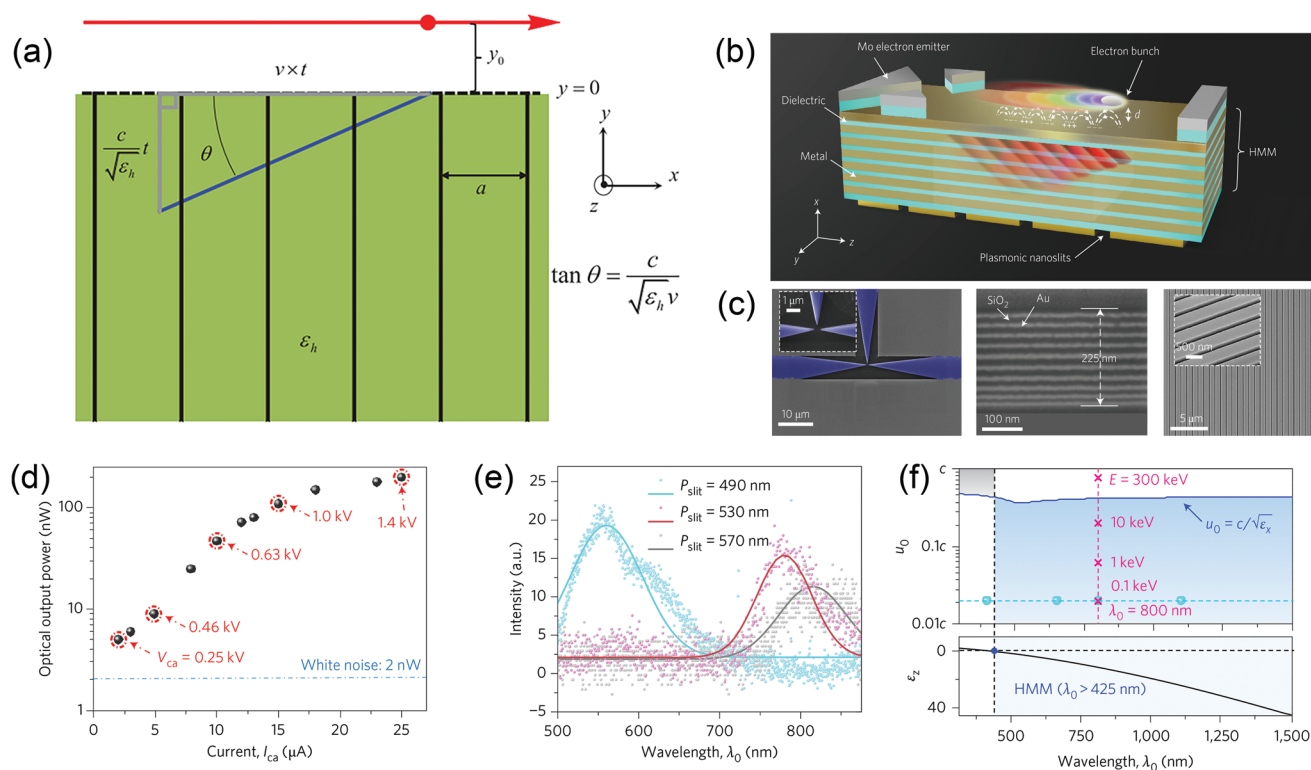 (a)
y₀
v×t
y = 0
c/√εₕ t
θ
a
y
x
z
tan θ = c/√εₕ v
εₕ
(b)
Mo electron emitter
Electron bunch
Dielectric
d
HMM
Metal
x
z
y
Plasmonic nanoslits
(c)
1 μm
10 μm
SiO₂
Au
225 nm
100 nm
500 nm
5 μm
(d)
Optical output power (nW)
100
10
1
1.0 kV
1.4 kV
0.63 kV
0.46 kV
V_ca = 0.25 kV
White noise: 2 nW
0 5 10 15 20 25
Current, I_ca (μA)
(e)
Intensity (a.u.)
25
20
15
10
5
0
−5
P_slit = 490 nm
P_slit = 530 nm
P_slit = 570 nm
500 600 700 800
Wavelength, λ₀ (nm)
(f)
u₀
c
0.1c
0.01c
E = 300 keV
u₀ = c/√εₓ
10 keV
1 keV
0.1 keV
λ₀ = 800 nm
ε_z
0
40
HMM (λ₀ > 425 nm)
500 750 1,000 1,250 1,500
Wavelength, λ₀ (nm)